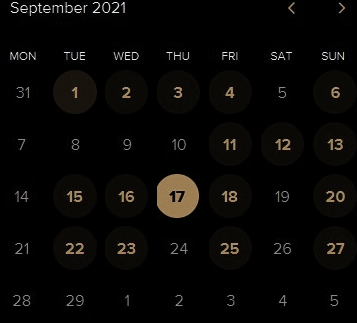 September 2021
MON TUE WED THU FRI SAT SUN
31 1 2 3 4 5 6
7 8 9 10 11 12 13
14 15 16 17 18 19 20
21 22 23 24 25 26 27
28 29 1 2 3 4 5